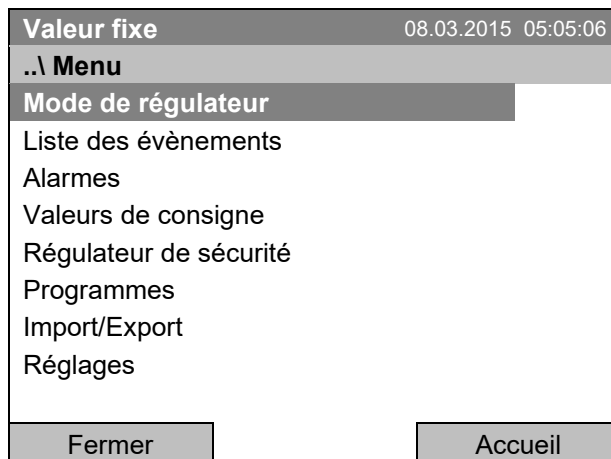 Valeur fixe 08.03.2015 05:05:06
..\ Menu
Mode de régulateur
Liste des évènements
Alarmes
Valeurs de consigne
Régulateur de sécurité
Programmes
Import/Export
Réglages
Fermer Accueil